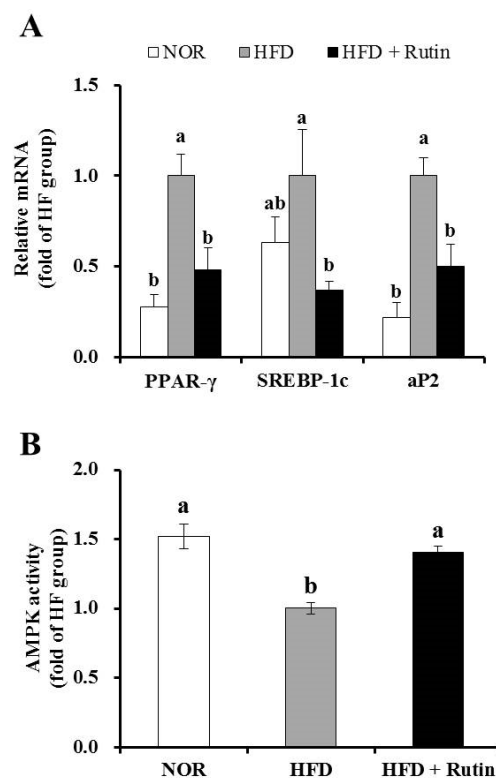 A
NOR HFD HFD + Rutin
Relative mRNA
(fold of HF group)
1.5
1.0
0.5
0.0
b a b
ab a b
b a b
PPAR-γ SREBP-1c aP2
B
AMPK activity
(fold of HF group)
2.0
1.5
1.0
0.5
0.0
a b a
NOR HFD HFD + Rutin